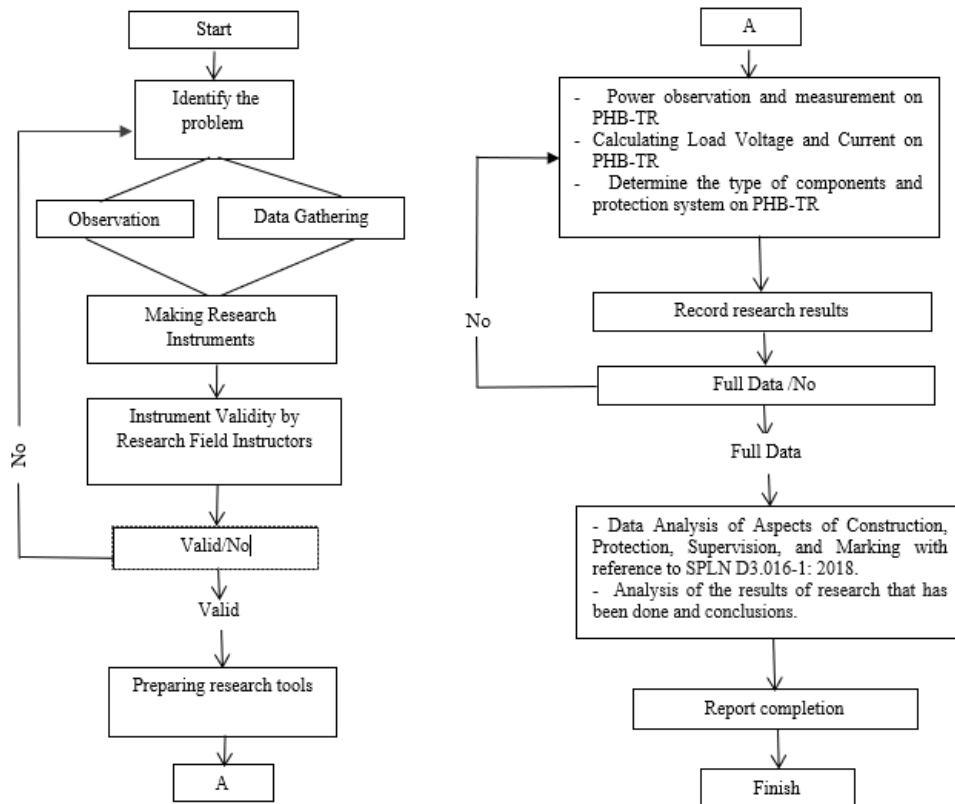 Start
Identify the
problem
Observation
Data Gathering
Making Research
Instruments
Instrument Validity by
Research Field Instructors
No
Valid/No
Valid
Preparing research tools
A
A
- Power observation and measurement on
PHB-TR
- Calculating Load Voltage and Current on
PHB-TR
- Determine the type of components and
protection system on PHB-TR
No
Record research results
Full Data /No
Full Data
- Data Analysis of Aspects of Construction,
Protection, Supervision, and Marking with
reference to SPLN D3.016-1: 2018.
- Analysis of the results of research that has
been done and conclusions.
Report completion
Finish